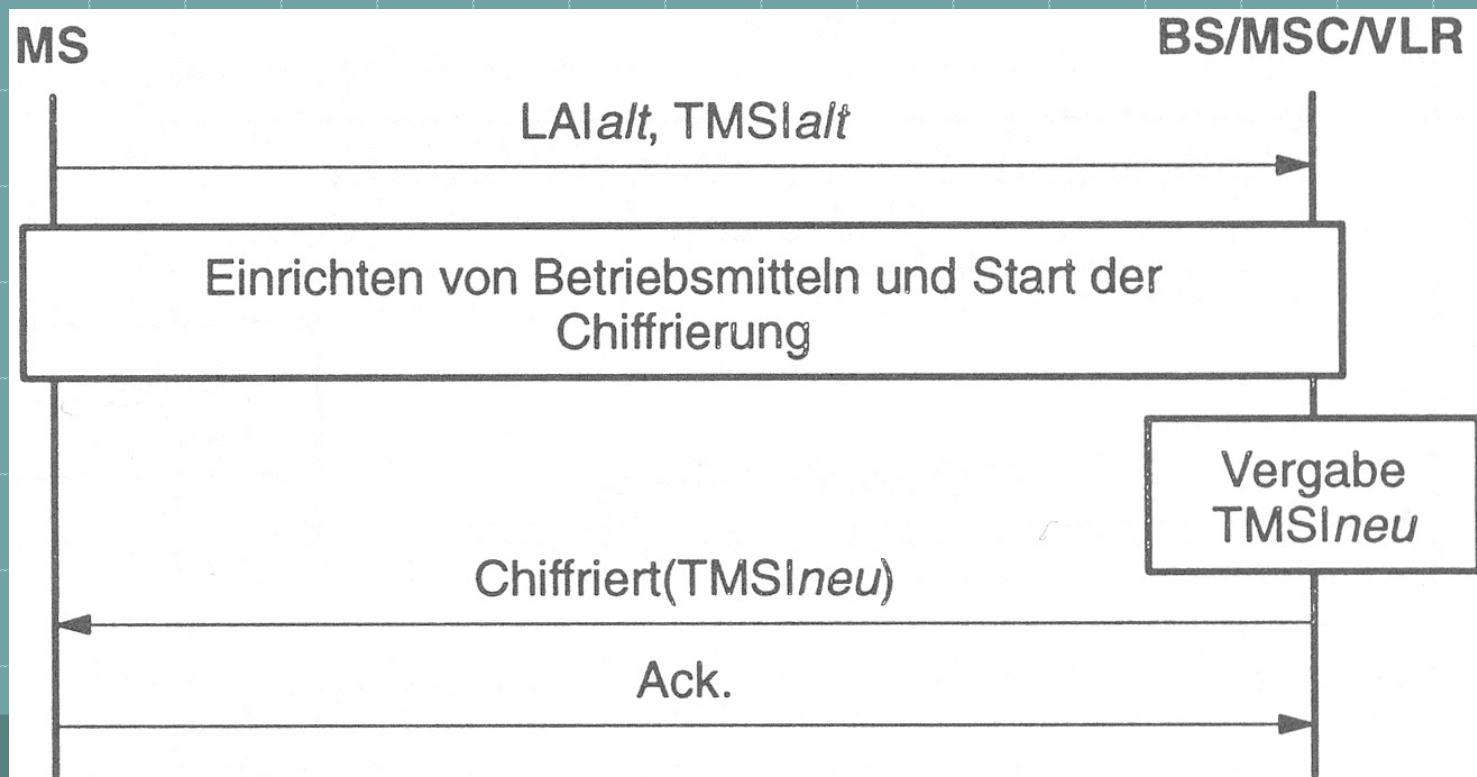 MS
BS/MSC/VLR
LAIalt, TMSIalt
Einrichten von Betriebsmitteln und Start der
Chiffrierung
Vergabe
TMSIneu
Chiffriert(TMSIneu)
Ack.